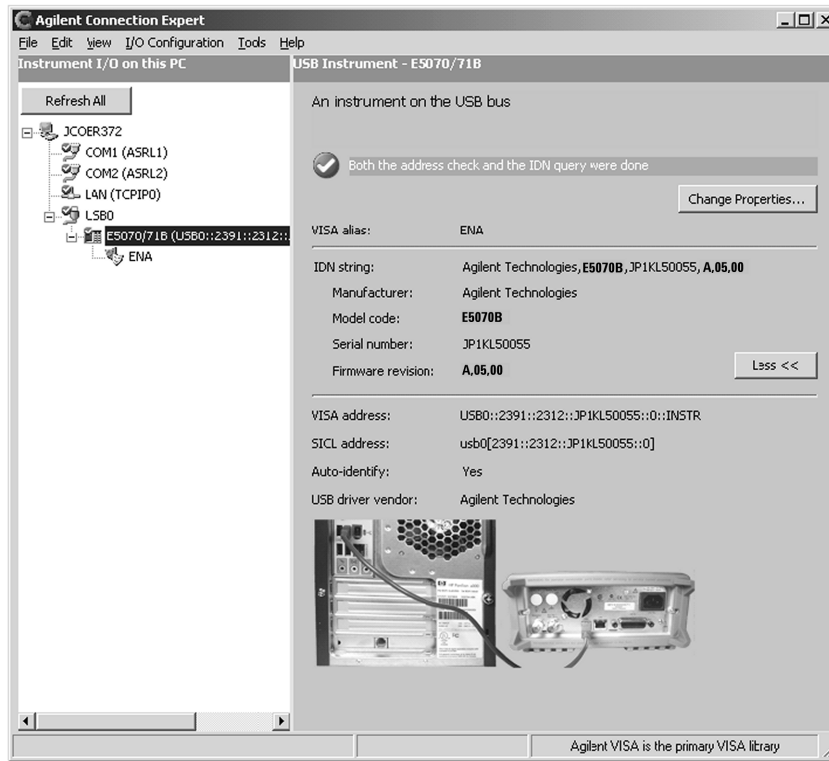 Agilent Connection Expert
File Edit View I/O Configuration Tools Help
Instrument I/O on this PC
USB Instrument - E5070/71B
Refresh All
JCOER372
COM1 (ASRL1)
COM2 (ASRL2)
LAN (TCPIP0)
USB0
E5070/71B (USB0::2391::2312::
ENA
An instrument on the USB bus
Both the address check and the IDN query were done
Change Properties...
VISA alias: ENA
IDN string: Agilent Technologies,E5070B,JP1KL50055, A,05,00
Manufacturer: Agilent Technologies
Model code: E5070B
Serial number: JP1KL50055
Firmware revision: A,05,00
Less <<
VISA address: USB0::2391::2312::JP1KL50055::0::INSTR
SICL address: usb0[2391::2312::JP1KL50055::0]
Auto-identify: Yes
USB driver vendor: Agilent Technologies
Agilent VISA is the primary VISA library